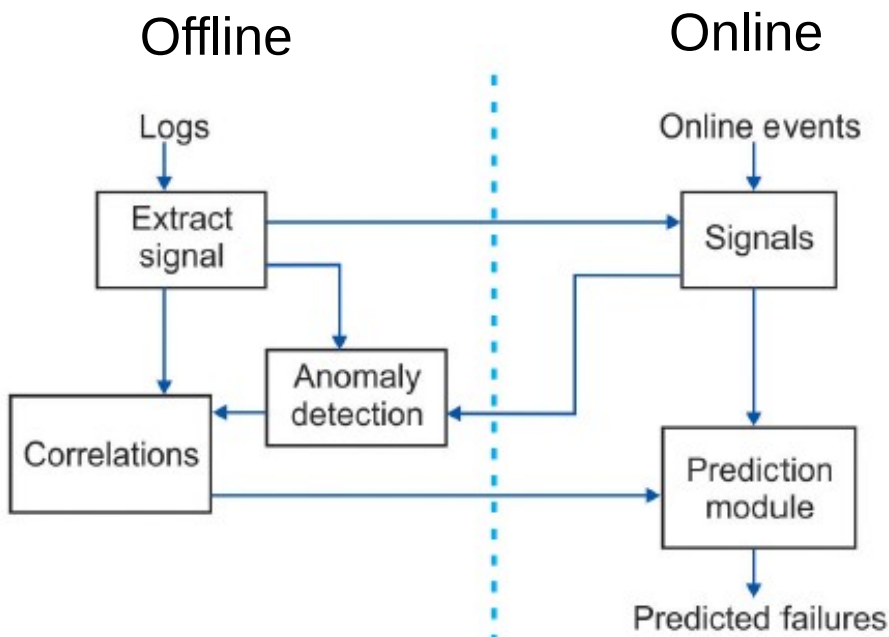 Offline
Online
Logs
Online events
Extract
signal
Signals
Anomaly
detection
Correlations
Prediction
module
Predicted failures